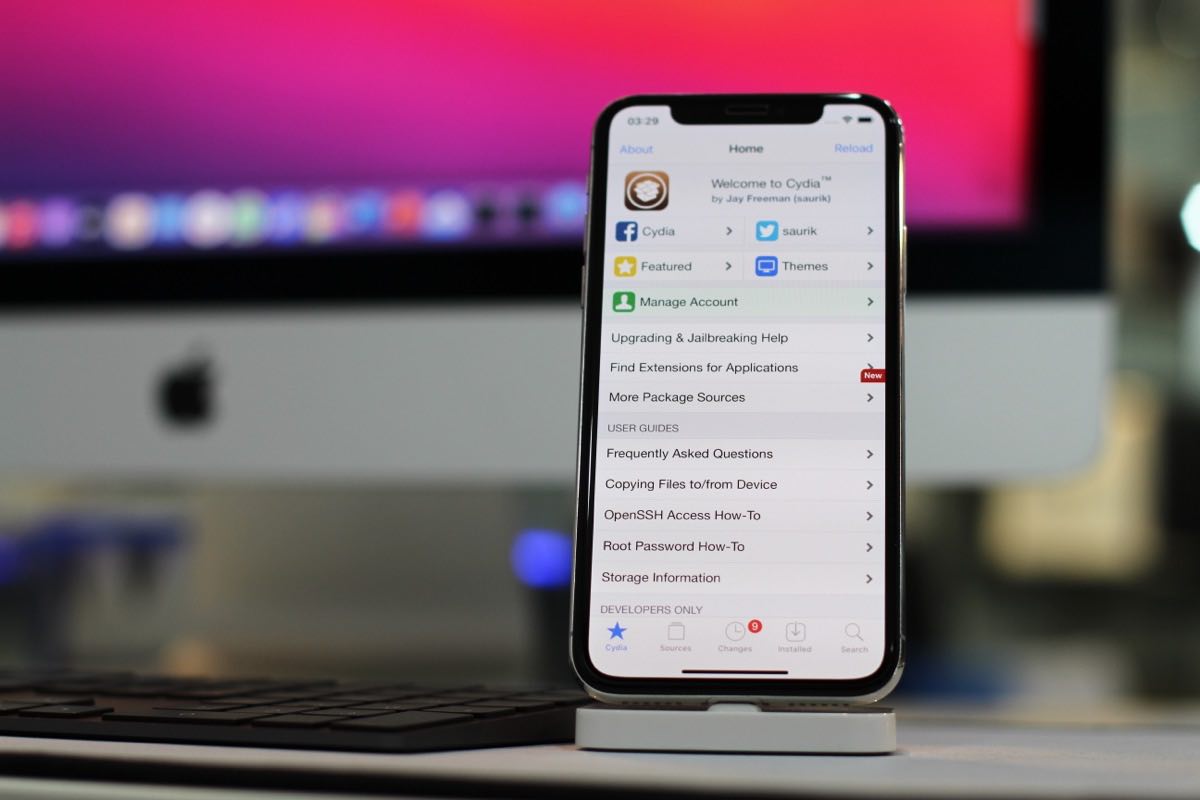 03:29
About Home Reload
Welcome to Cydia™
by Jay Freeman (saurik)
Cydia saurik
Featured Themes
Manage Account
Upgrading & Jailbreaking Help
Find Extensions for Applications
New
More Package Sources
USER GUIDES
Frequently Asked Questions
Copying Files to/from Device
OpenSSH Access How-To
Root Password How-To
Storage Information
DEVELOPERS ONLY
9
Cydia Sources Changes Installed Search